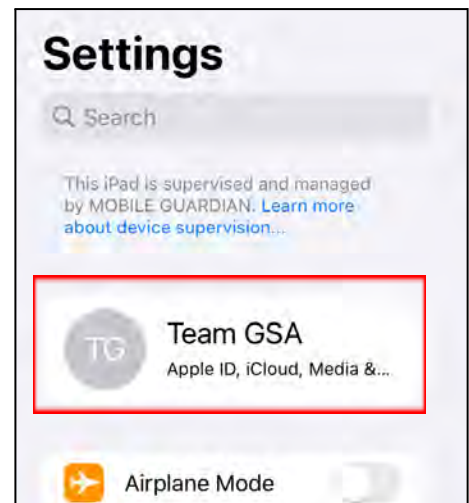 Settings
Search
This iPad is supervised and managed
by MOBILE GUARDIAN. Learn more
about device supervision...
TG
Team GSA
Apple ID, iCloud, Media &...
Airplane Mode